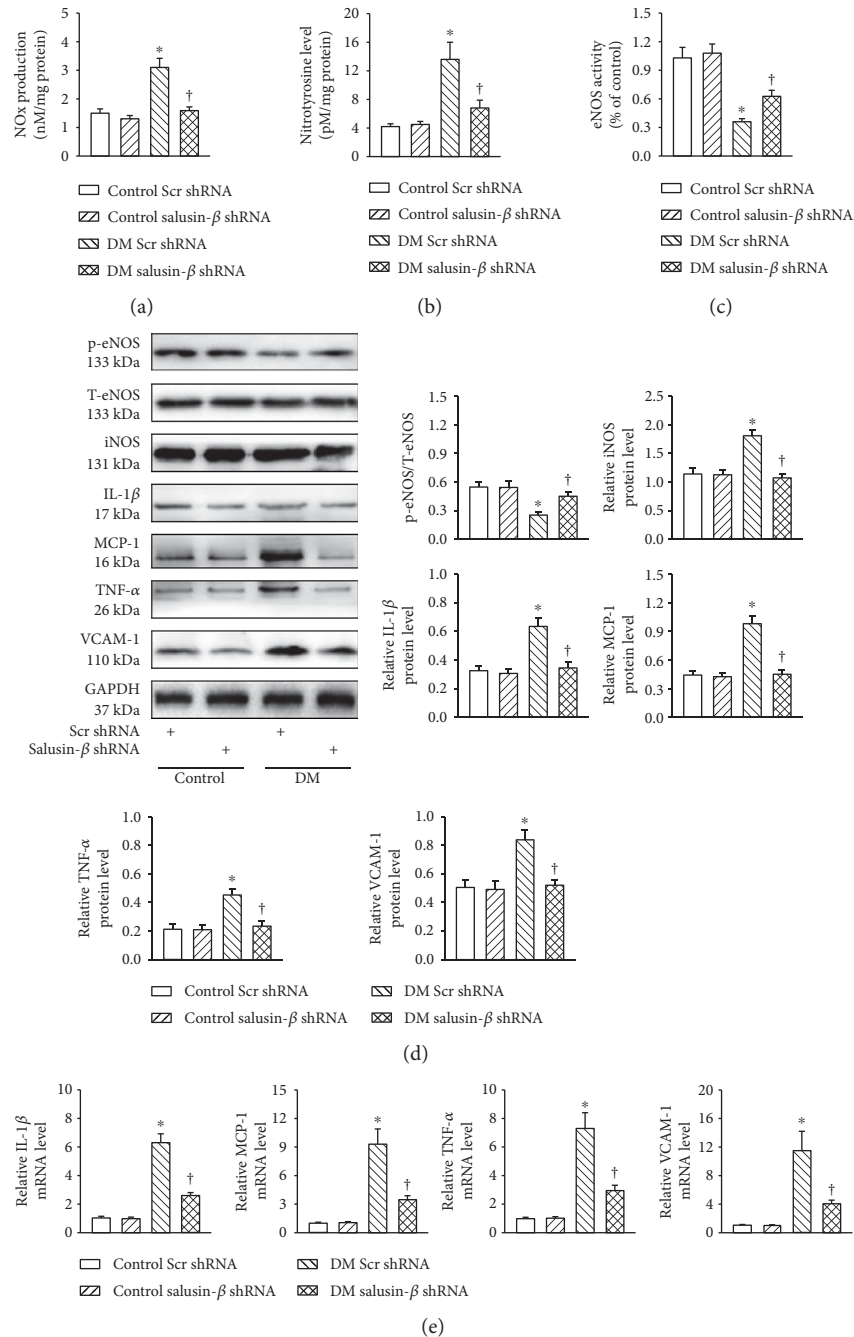 NOx production
(nM/mg protein)
5
4
3
2
1
0
*
†
Control Scr shRNA
Control salusin-β shRNA
DM Scr shRNA
DM salusin-β shRNA
(a)
Nitrotyrosine level
(pM/mg protein)
20
16
12
8
4
0
*
†
Control Scr shRNA
Control salusin-β shRNA
DM Scr shRNA
DM salusin-β shRNA
(b)
eNOS activity
(% of control)
1.5
1.2
0.9
0.6
0.3
0.0
*
†
Control Scr shRNA
Control salusin-β shRNA
DM Scr shRNA
DM salusin-β shRNA
(c)
p-eNOS
133 kDa
T-eNOS
133 kDa
iNOS
131 kDa
IL-1β
17 kDa
MCP-1
16 kDa
TNF-α
26 kDa
VCAM-1
110 kDa
GAPDH
37 kDa
Scr shRNA + +
Salusin-β shRNA + +
Control DM
p-eNOS/T-eNOS
1.5
1.2
0.9
0.6
0.3
0.0
*
†
Relative iNOS
protein level
2.5
2.0
1.5
1.0
0.5
0.0
*
†
Relative IL-1β
protein level
1.0
0.8
0.6
0.4
0.2
0.0
*
†
Relative MCP-1
protein level
1.5
1.2
0.9
0.6
0.3
0.0
*
†
Relative TNF-α
protein level
1.0
0.8
0.6
0.4
0.2
0.0
*
†
Relative VCAM-1
protein level
1.0
0.8
0.6
0.4
0.2
0.0
*
†
Control Scr shRNA
Control salusin-β shRNA
DM Scr shRNA
DM salusin-β shRNA
(d)
Relative IL-1β
mRNA level
10
8
6
4
2
0
*
†
Relative MCP-1
mRNA level
15
12
9
6
3
0
*
†
Relative TNF-α
mRNA level
10
8
6
4
2
0
*
†
Relative VCAM-1
mRNA level
20
16
12
8
4
0
*
†
Control Scr shRNA
Control salusin-β shRNA
DM Scr shRNA
DM salusin-β shRNA
(e)